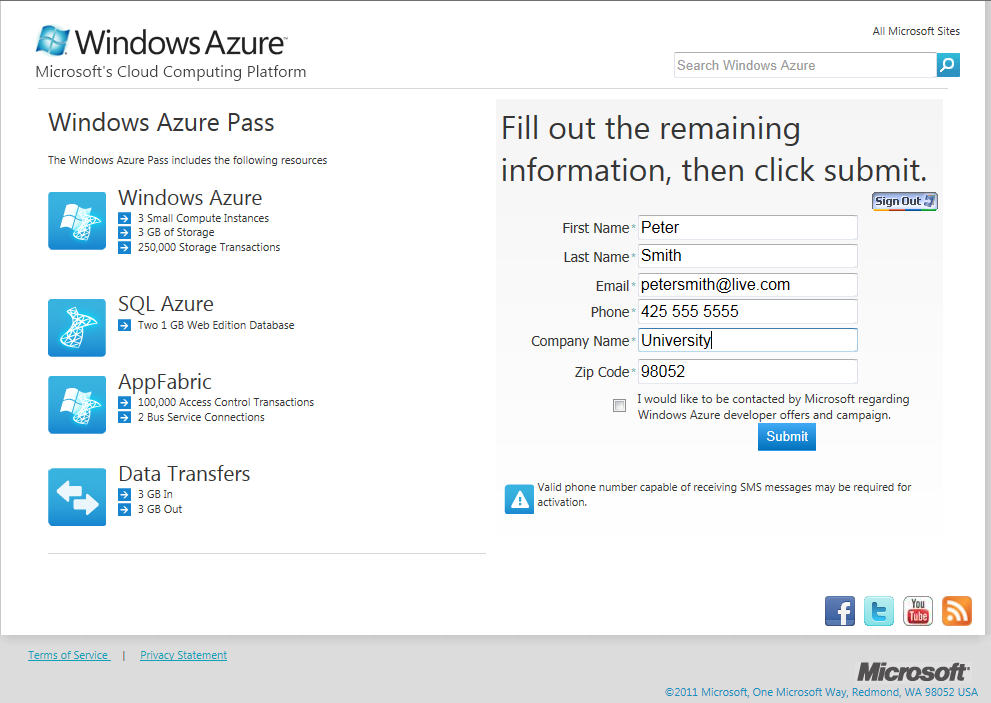 Windows Azure™
Microsoft's Cloud Computing Platform
All Microsoft Sites
Search Windows Azure
Windows Azure Pass
The Windows Azure Pass includes the following resources
Windows Azure
3 Small Compute Instances
3 GB of Storage
250,000 Storage Transactions
SQL Azure
Two 1 GB Web Edition Database
AppFabric
100,000 Access Control Transactions
2 Bus Service Connections
Data Transfers
3 GB In
3 GB Out
Fill out the remaining
information, then click submit.
Sign Out
First Name* Peter
Last Name* Smith
Email* petersmith@live.com
Phone* 425 555 5555
Company Name* University
Zip Code* 98052
I would like to be contacted by Microsoft regarding
Windows Azure developer offers and campaign.
Submit
Valid phone number capable of receiving SMS messages may be required for
activation.
You
Tube
Terms of Service | Privacy Statement
Microsoft®
©2011 Microsoft, One Microsoft Way, Redmond, WA 98052 USA